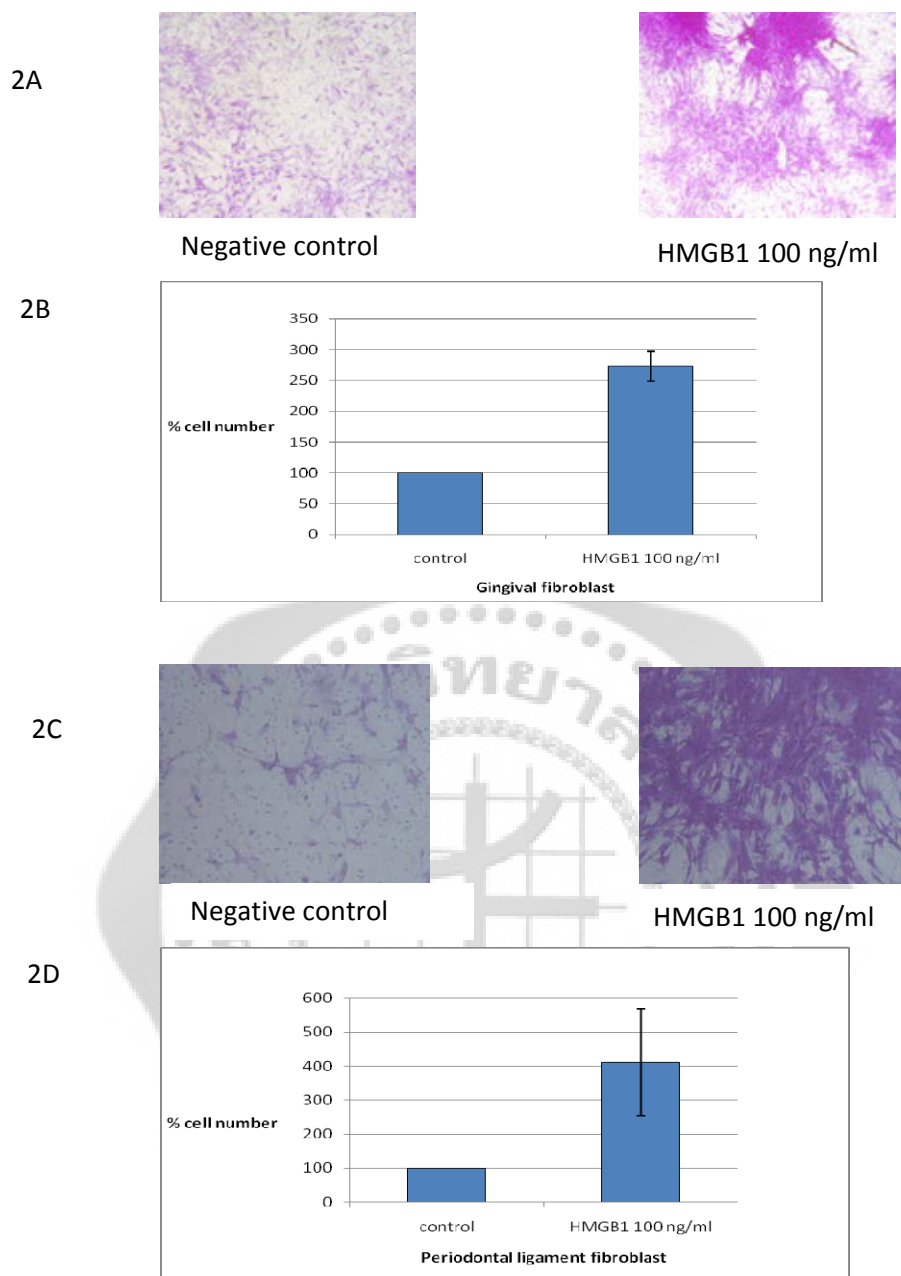 2A
Negative control
HMGB1 100 ng/ml
2B
350
300
250
200
150
100
50
0
% cell number
control
HMGB1 100 ng/ml
Gingival fibroblast
2C
Negative control
HMGB1 100 ng/ml
2D
600
500
400
300
200
100
0
% cell number
control
HMGB1 100 ng/ml
Periodontal ligament fibroblast